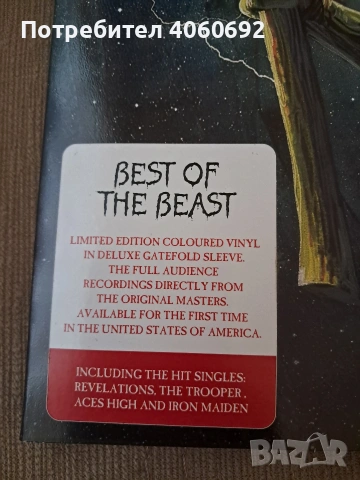 Потребител 4060692
BEST OF
THE BEAST
LIMITED EDITION COLOURED VINYL
IN DELUXE GATEFOLD SLEEVE.
THE FULL AUDIENCE
RECORDINGS DIRECTLY FROM
THE ORIGINAL MASTERS.
AVAILABLE FOR THE FIRST TIME
IN THE UNITED STATES OF AMERICA.
INCLUDING THE HIT SINGLES:
REVELATIONS, THE TROOPER,
ACES HIGH AND IRON MAIDEN
BAZAR